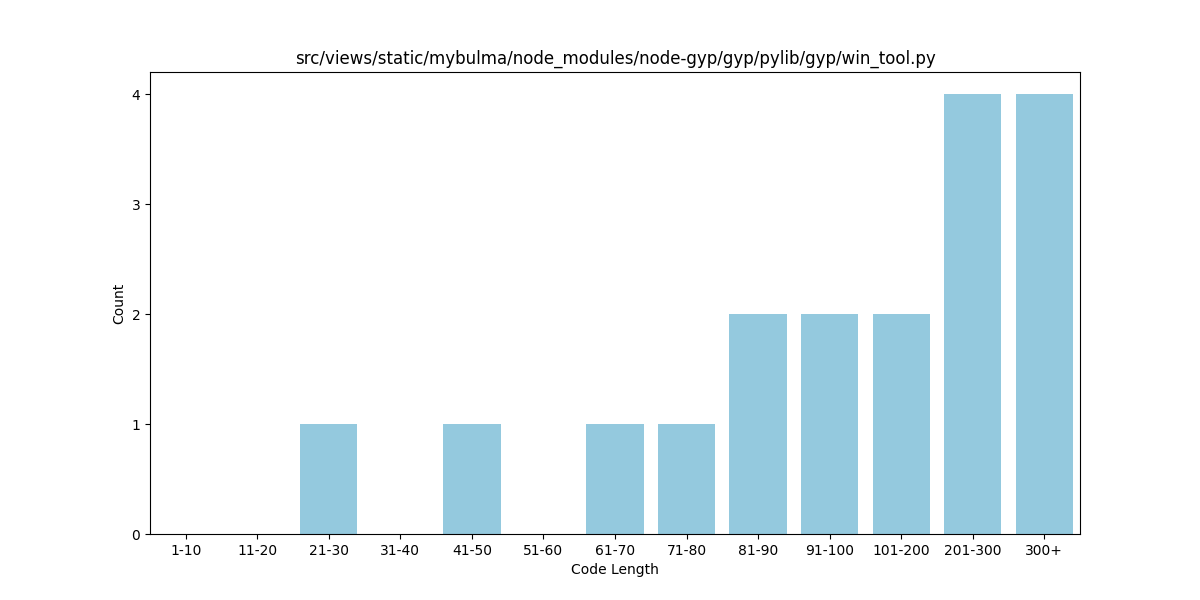 src/views/static/mybulma/node_modules/node-gyp/gyp/pylib/gyp/win_tool.py
4
3
2
1
0
Count
1-10 11-20 21-30 31-40 41-50 51-60 61-70 71-80 81-90 91-100 101-200 201-300 300+
Code Length